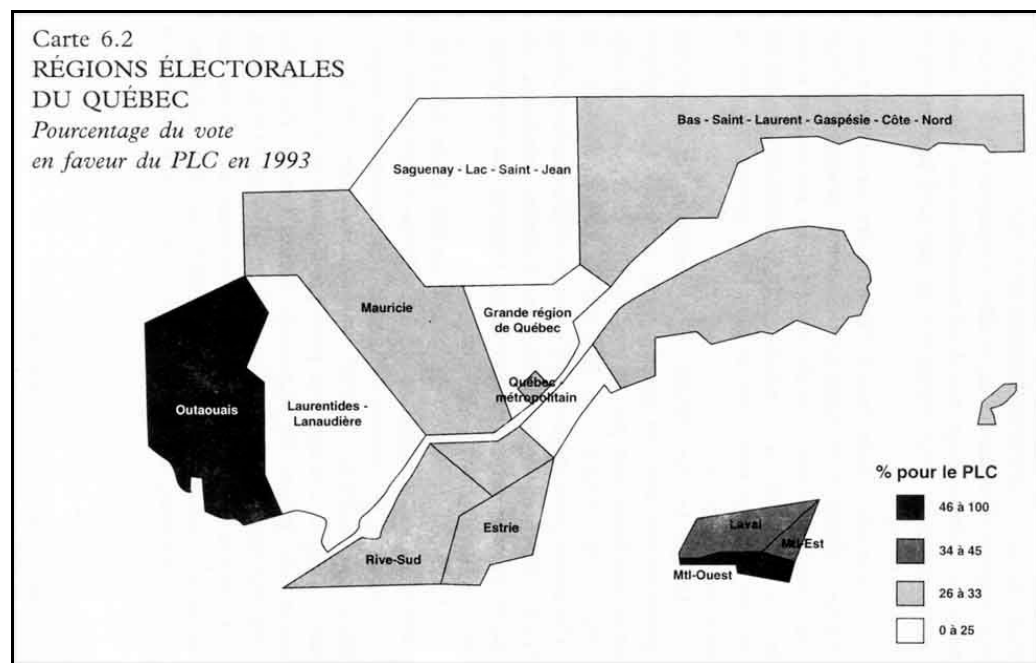 Carte 6.2
RÉGIONS ÉLECTORALES
DU QUÉBEC
Pourcentage du vote
en faveur du PLC en 1993
Bas - Saint - Laurent - Gaspésie - Côte - Nord
Saguenay - Lac - Saint - Jean
Mauricie
Grande région
de Québec
Québec -
métropolitain
Outaouais
Laurentides -
Lanaudière
Estrie
Rive-Sud
Laval
Mtl-Est
Mtl-Ouest
% pour le PLC
46 à 100
34 à 45
26 à 33
0 à 25